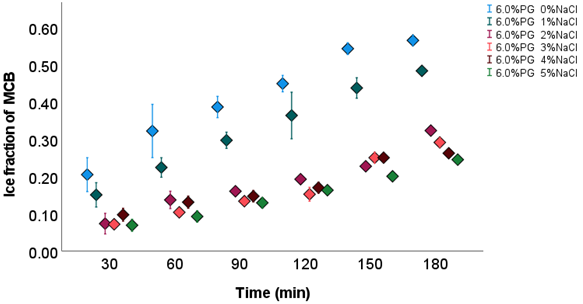 6.0%PG 0%NaCl
6.0%PG 1%NaCl
6.0%PG 2%NaCl
6.0%PG 3%NaCl
6.0%PG 4%NaCl
6.0%PG 5%NaCl
Ice fraction of MCB
0.60
0.50
0.40
0.30
0.20
0.10
0.00
30 60 90 120 150 180
Time (min)